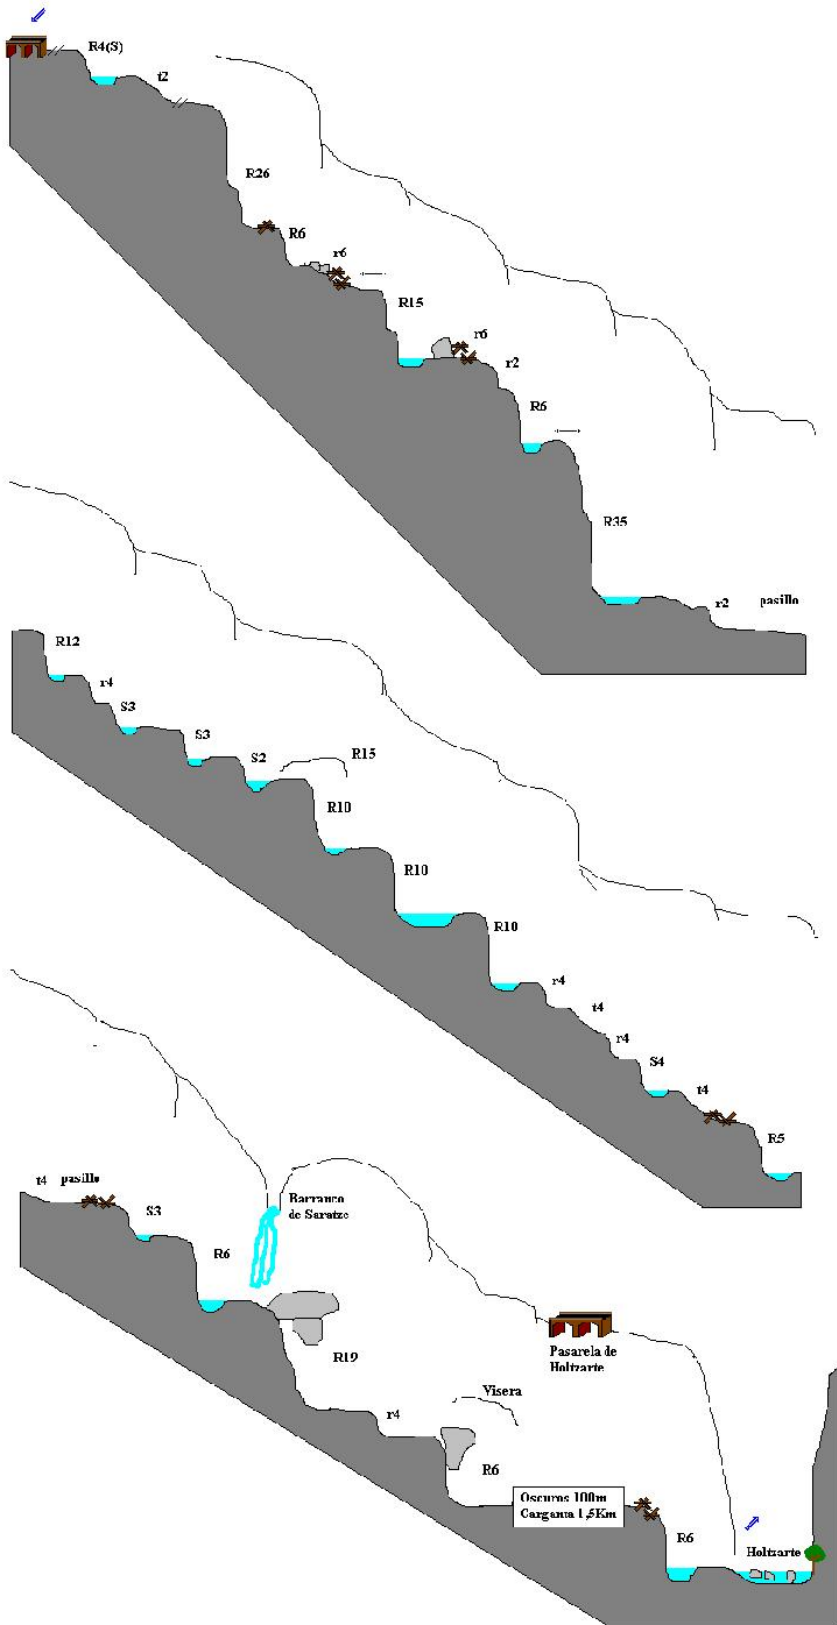 R4(S)
t2
R26
R6
r6
R15
r6
r2
R6
R35
r2
pasillo
R12
r4
S3
S3
S2
R15
R10
R10
R10
r4
t4
r4
S4
t4
R5
t4
pasillo
S3
R6
Barranco
de Saratze
R19
r4
Pasarela de
Holtzarte
Visera
R6
Oscuros 100m
Garganta 1,5Km
R6
Holtzarte